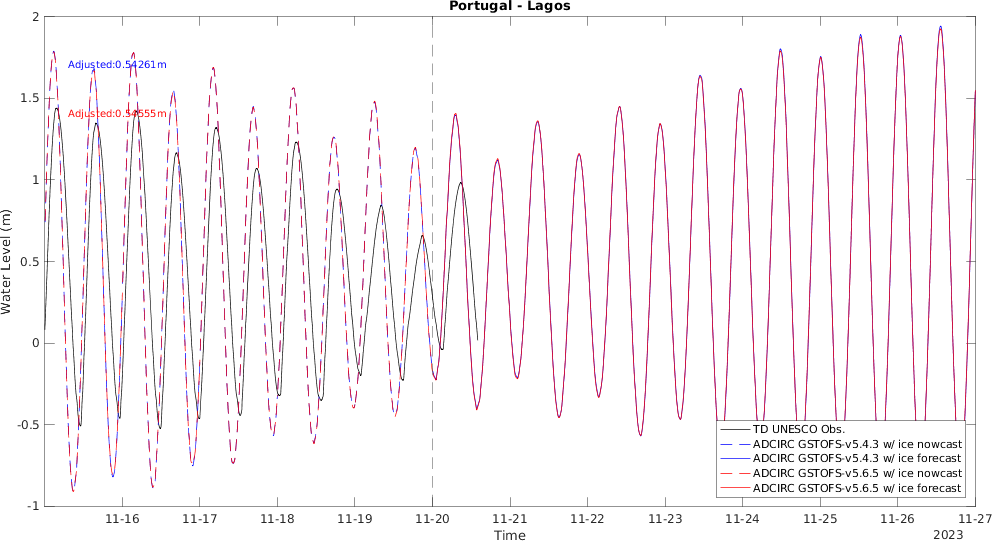 Portugal - Lagos
2
1.5
1
0.5
0
-0.5
-1
Water Level (m)
Adjusted:0.54261m
Adjusted:0.54555m
TD UNESCO Obs.
ADCIRC GSTOFS-v5.4.3 w/ ice nowcast
ADCIRC GSTOFS-v5.4.3 w/ ice forecast
ADCIRC GSTOFS-v5.6.5 w/ ice nowcast
ADCIRC GSTOFS-v5.6.5 w/ ice forecast
11-16 11-17 11-18 11-19 11-20 11-21 11-22 11-23 11-24 11-25 11-26 11-27
Time
2023